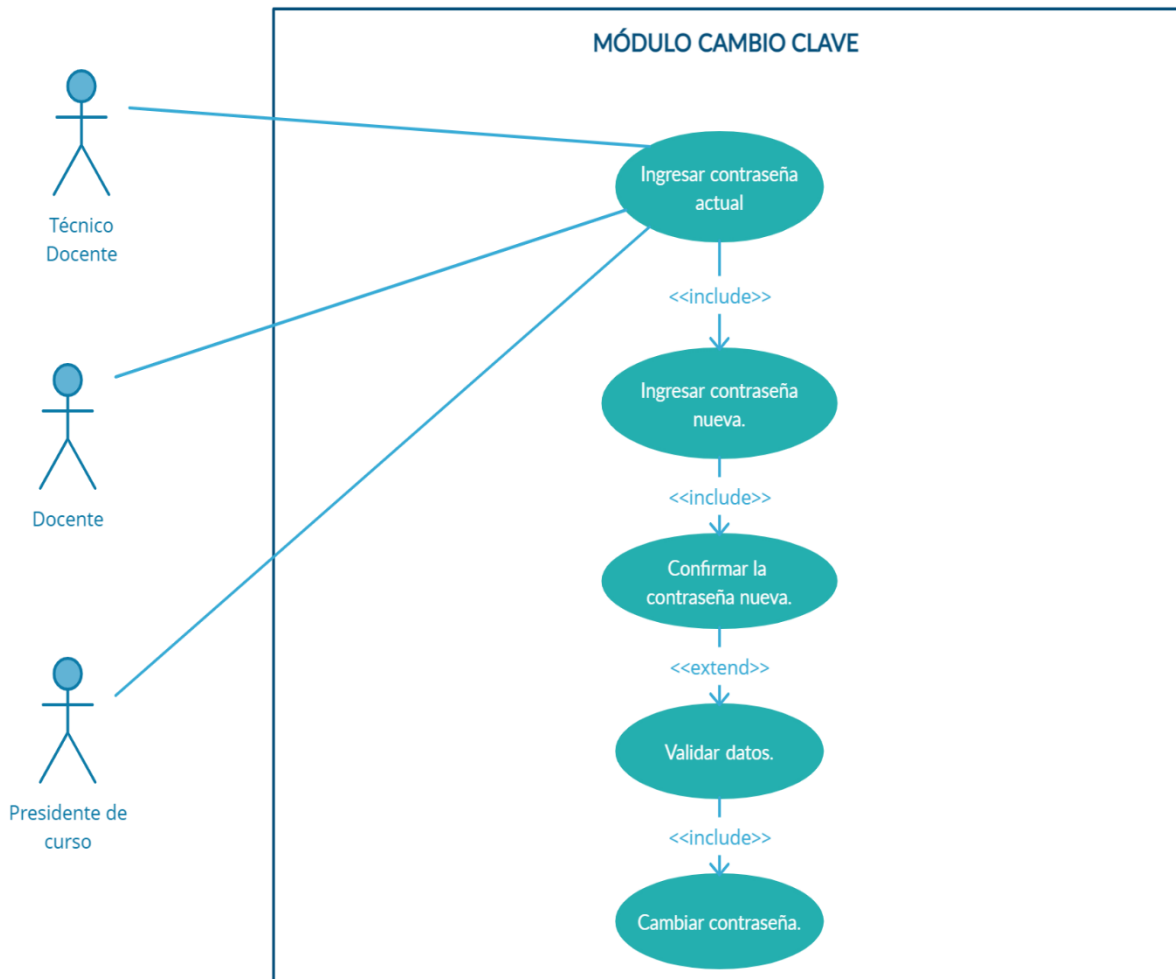 MÓDULO CAMBIO CLAVE
Técnico
Docente
Ingresar contraseña
actual
<<include>>
Ingresar contraseña
nueva.
Docente
<<include>>
Confirmar la
contraseña nueva.
<<extend>>
Presidente de
curso
Validar datos.
<<include>>
Cambiar contraseña.